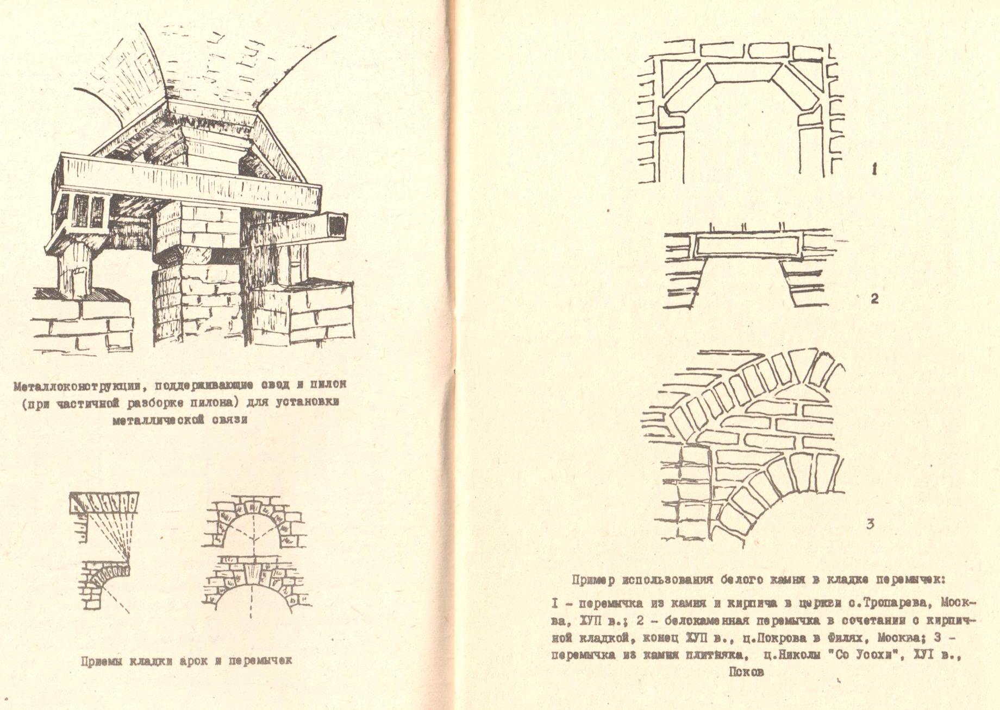 Металлоконструкции, поддерживающие свод и пилон
(при частичной разборке пилона) для установки
металлической связи
Приемы кладки арок и перемычек
1
2
3
Пример использования белого камня в кладке перемычек:
I - перемычка из камня и кирпича в церкви с.Тропарева, Моск-
ва, ХУП в.; 2 - белокаменная перемычка в сочетании с кирпич-
ной кладкой, конец ХУП в., ц.Покрова в Филях, Москва; 3 -
перемычка из камня плитняка, ц.Николы "Со Усохи", ХУІ в.,
Псков